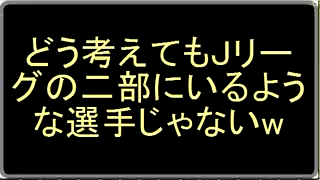 どう考えてもJリー
グの二部にいるよう
な選手じゃないw